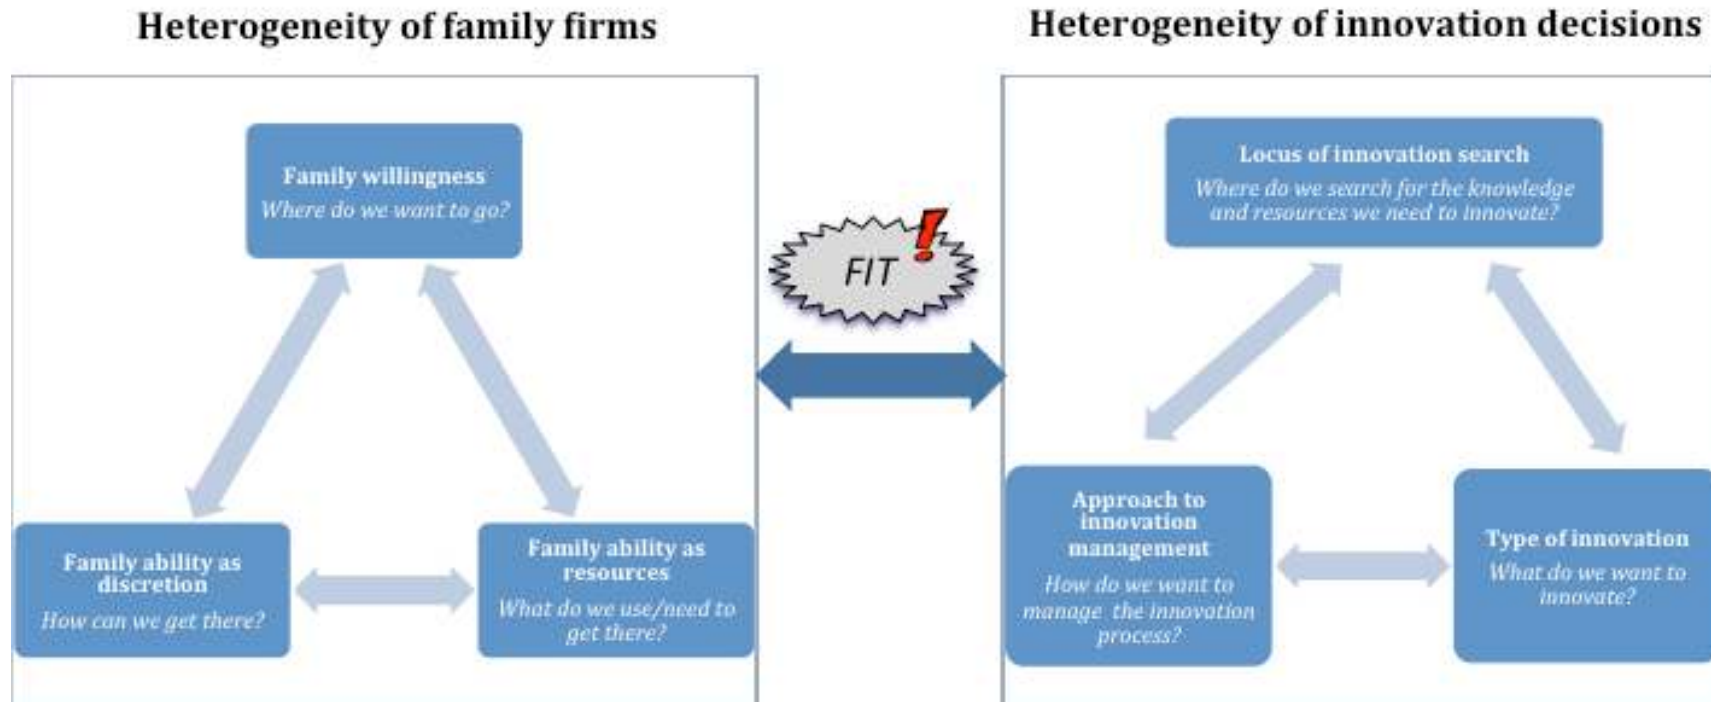 Heterogeneity of family firms
Family willingness
Where do we want to go?
Family ability as
discretion
How can we get there?
Family ability as
resources
What do we use/need to
get there?
FIT
!
Heterogeneity of innovation decisions
Locus of innovation search
Where do we search for the knowledge
and resources we need to innovate?
Approach to
innovation
management
How do we want to
manage the innovation
process?
Type of innovation
What do we want to
innovate?